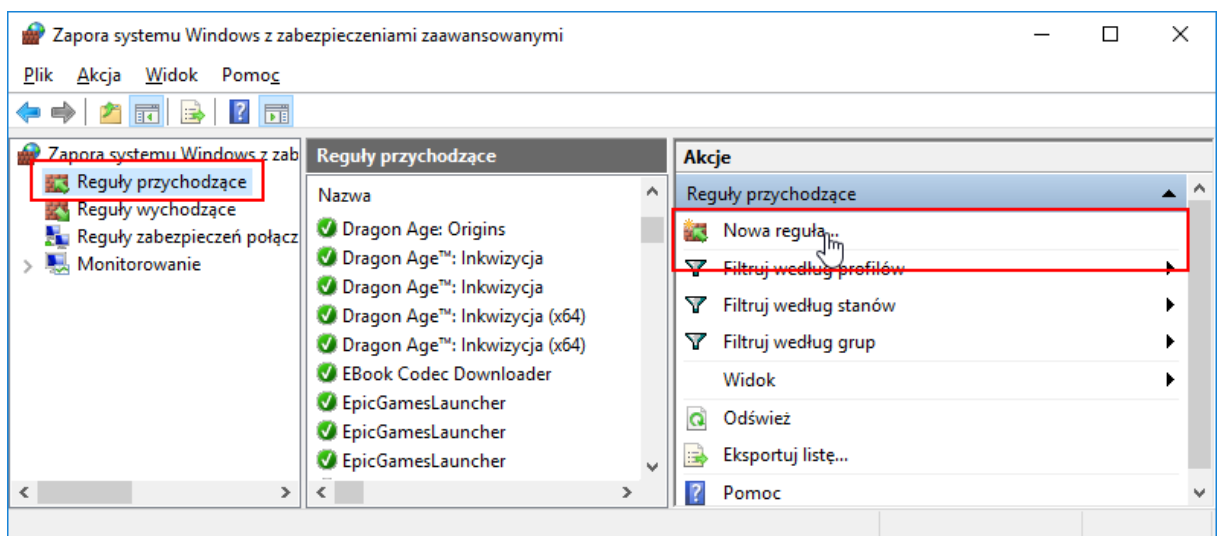 Zapora systemu Windows z zabezpieczeniami zaawansowanymi
Plik Akcja Widok Pomoc
Zapora systemu Windows z zab
Reguły przychodzące
Reguły wychodzące
Reguły zabezpieczeń połącz
Monitorowanie
Reguły przychodzące
Nazwa
Dragon Age: Origins
Dragon Age™: Inkwizycja
Dragon Age™: Inkwizycja
Dragon Age™: Inkwizycja (x64)
Dragon Age™: Inkwizycja (x64)
EBook Codec Downloader
EpicGamesLauncher
EpicGamesLauncher
EpicGamesLauncher
Akcje
Reguły przychodzące
Nowa reguła...
Filtruj według profilów
Filtruj według stanów
Filtruj według grup
Widok
Odśwież
Eksportuj listę...
Pomoc